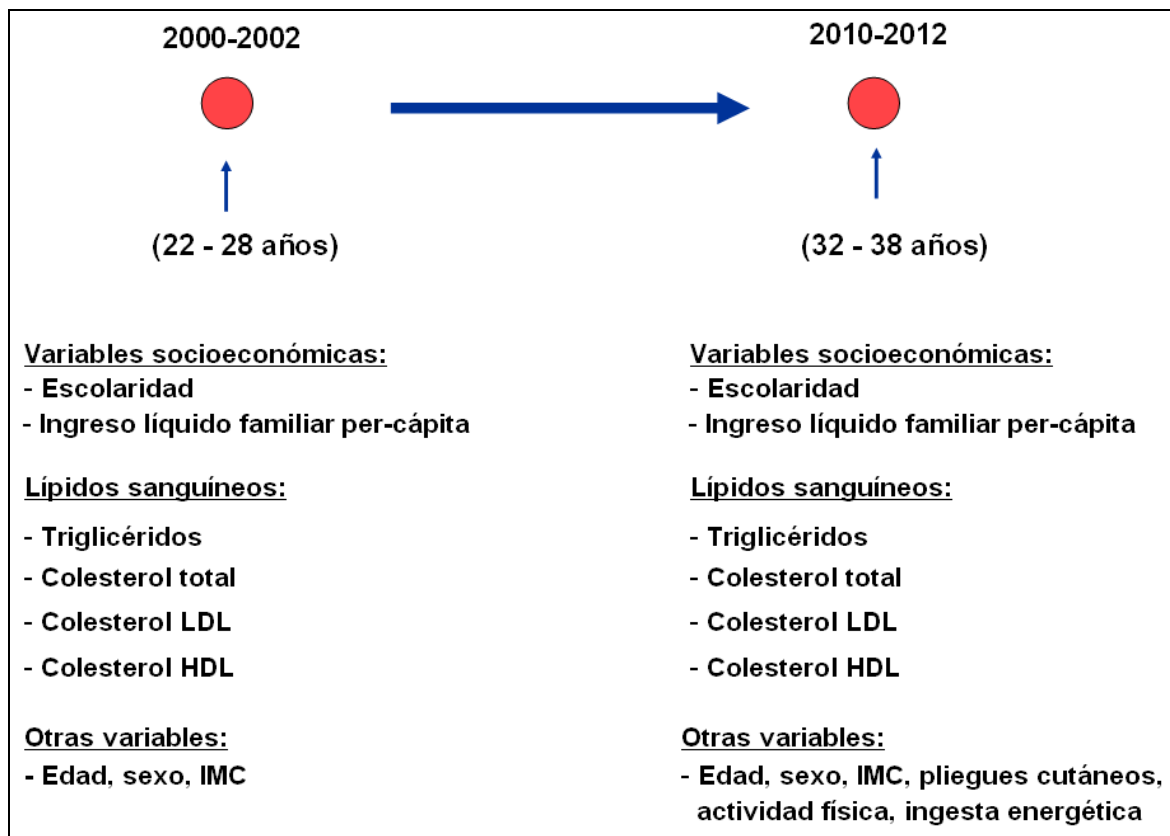 2000-2002
2010-2012
(22 - 28 años)
(32 - 38 años)
Variables socioeconómicas:
- Escolaridad
- Ingreso líquido familiar per-cápita
Lípidos sanguíneos:
- Triglicéridos
- Colesterol total
- Colesterol LDL
- Colesterol HDL
Otras variables:
- Edad, sexo, IMC
Variables socioeconómicas:
- Escolaridad
- Ingreso líquido familiar per-cápita
Lípidos sanguíneos:
- Triglicéridos
- Colesterol total
- Colesterol LDL
- Colesterol HDL
Otras variables:
- Edad, sexo, IMC, pliegues cutáneos,
actividad física, ingesta energética